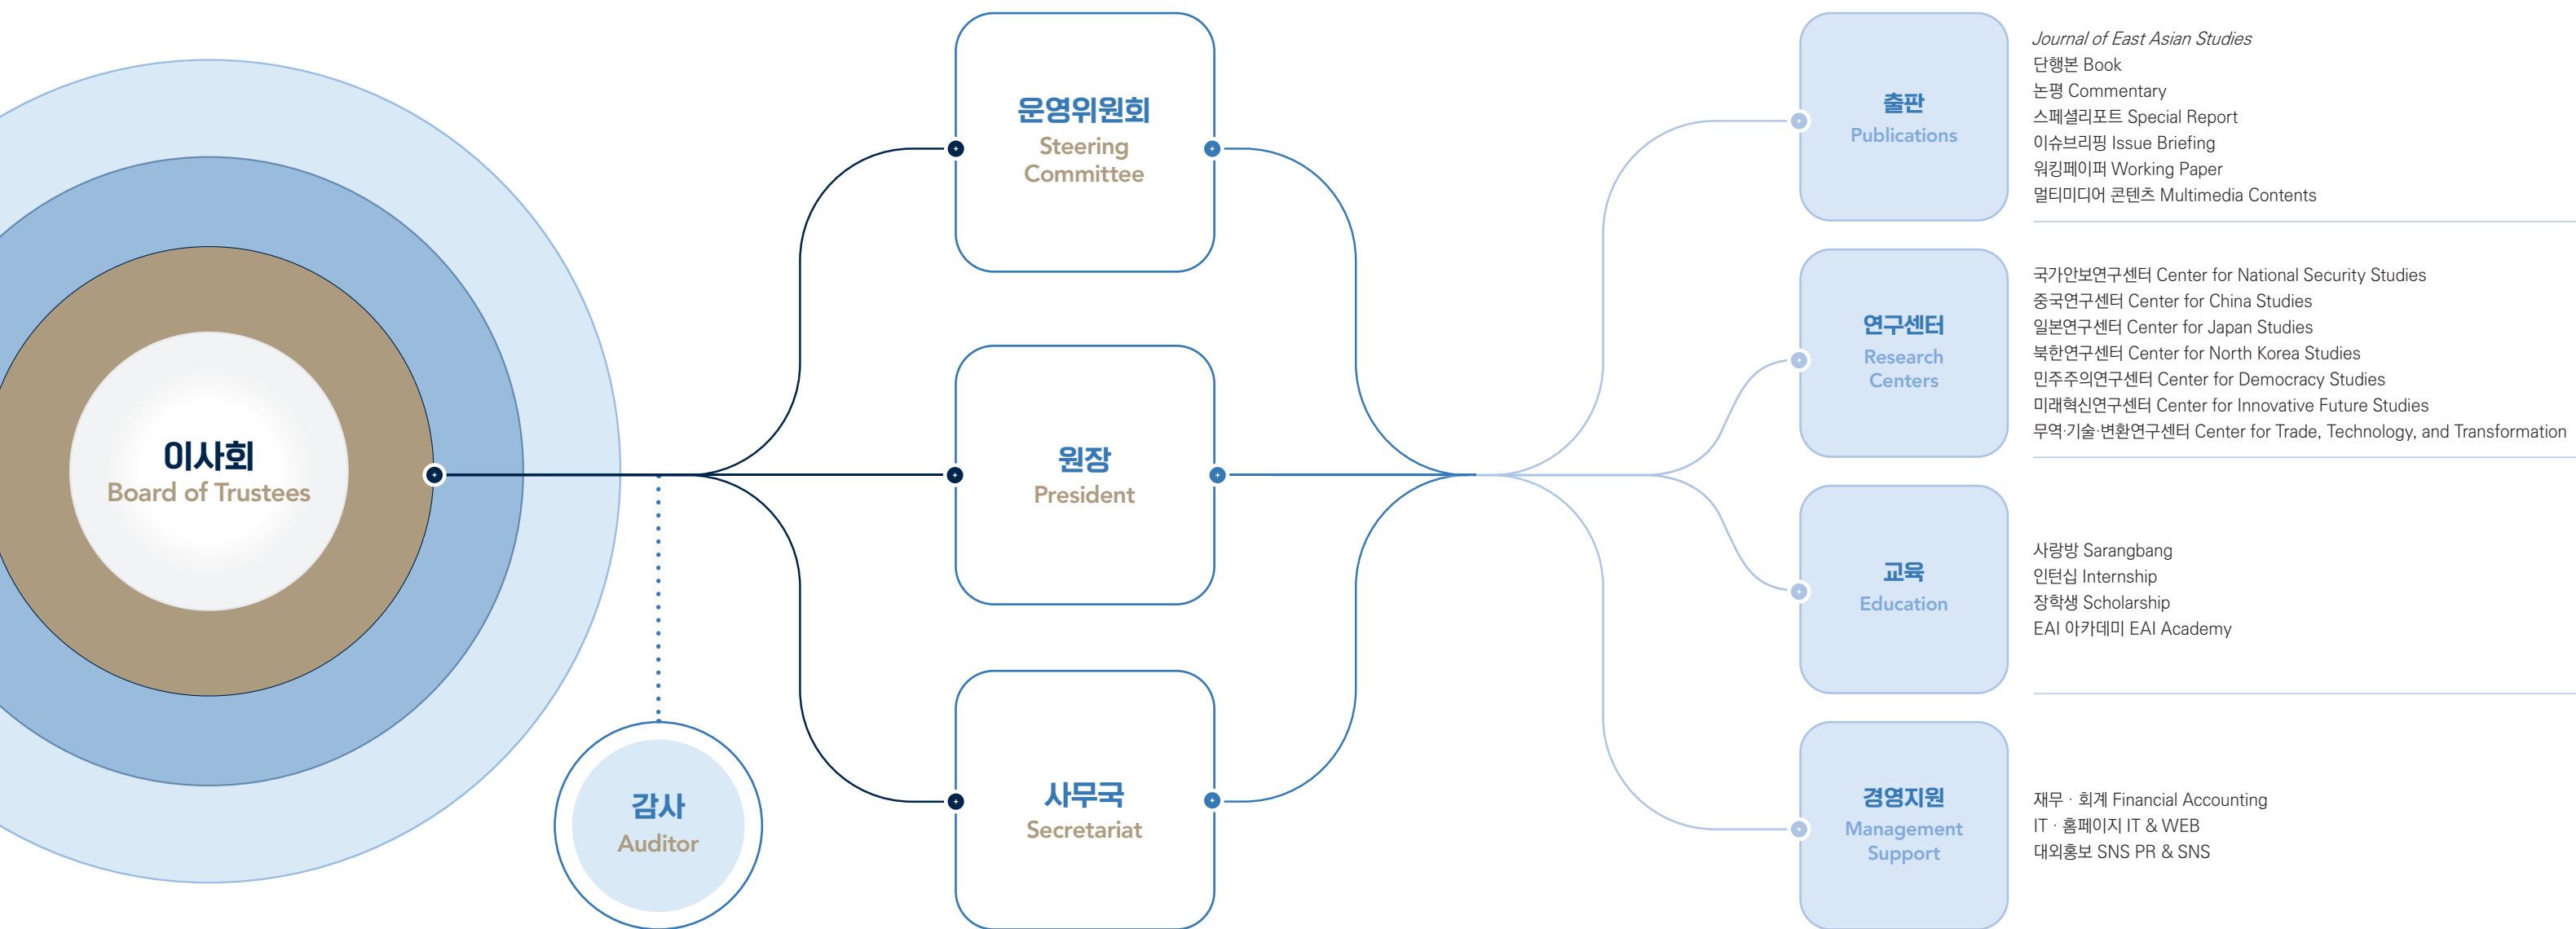 이사회
Board of Trustees
감사
Auditor
운영위원회
Steering
Committee
원장
President
사무국
Secretariat
출판
Publications
Journal of East Asian Studies
단행본 Book
논평 Commentary
스페셜리포트 Special Report
이슈브리핑 Issue Briefing
워킹페이퍼 Working Paper
멀티미디어 콘텐츠 Multimedia Contents
연구센터
Research
Centers
국가안보연구센터 Center for National Security Studies
중국연구센터 Center for China Studies
일본연구센터 Center for Japan Studies
북한연구센터 Center for North Korea Studies
민주주의연구센터 Center for Democracy Studies
미래혁신연구센터 Center for Innovative Future Studies
무역·기술·변환연구센터 Center for Trade, Technology, and Transformation
교육
Education
사랑방 Sarangbang
인턴십 Internship
장학생 Scholarship
EAI 아카데미 EAI Academy
경영지원
Management
Support
재무 · 회계 Financial Accounting
IT · 홈페이지 IT & WEB
대외홍보 SNS PR & SNS